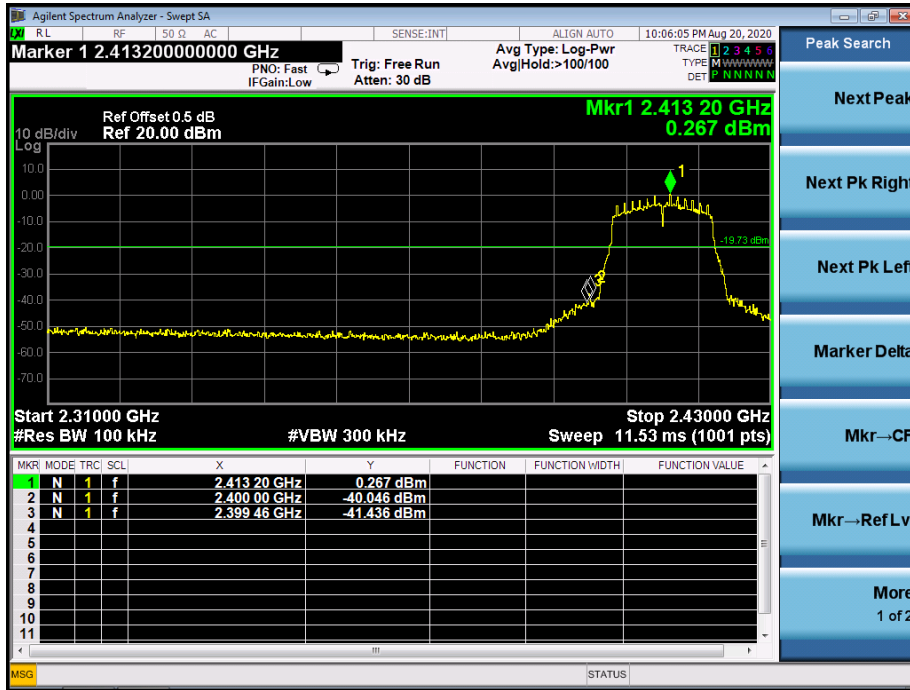 Agilent Spectrum Analyzer - Swept SA
LXI RL RF 50 Ω AC SENSE:INT ALIGN AUTO 10:06:05 PM Aug 20, 2020
Marker 1 2.413200000000 GHz
PNO: Fast
IFGain:Low
Trig: Free Run
Atten: 30 dB
Avg Type: Log-Pwr
Avg|Hold:>100/100
TRACE 1 2 3 4 5 6
TYPE M WWWWW
DET P N N N N N
Mkr1 2.413 20 GHz
0.267 dBm
Ref Offset 0.5 dB
10 dB/div Ref 20.00 dBm
Log
10.0
0.00
-10.0
-20.0
-30.0
-40.0
-50.0
-60.0
-70.0
1
-19.73 dBm
Start 2.31000 GHz Stop 2.43000 GHz
#Res BW 100 kHz #VBW 300 kHz Sweep 11.53 ms (1001 pts)
MKR MODE TRC SCL X Y FUNCTION FUNCTION WIDTH FUNCTION VALUE
1 N 1 f 2.413 20 GHz 0.267 dBm
2 N 1 f 2.400 00 GHz -40.046 dBm
3 N 1 f 2.399 46 GHz -41.436 dBm
4
5
6
7
8
9
10
11
MSG STATUS
Peak Search
Next Peak
Next Pk Right
Next Pk Left
Marker Delta
Mkr→CF
Mkr→Ref Lv
More
1 of 2